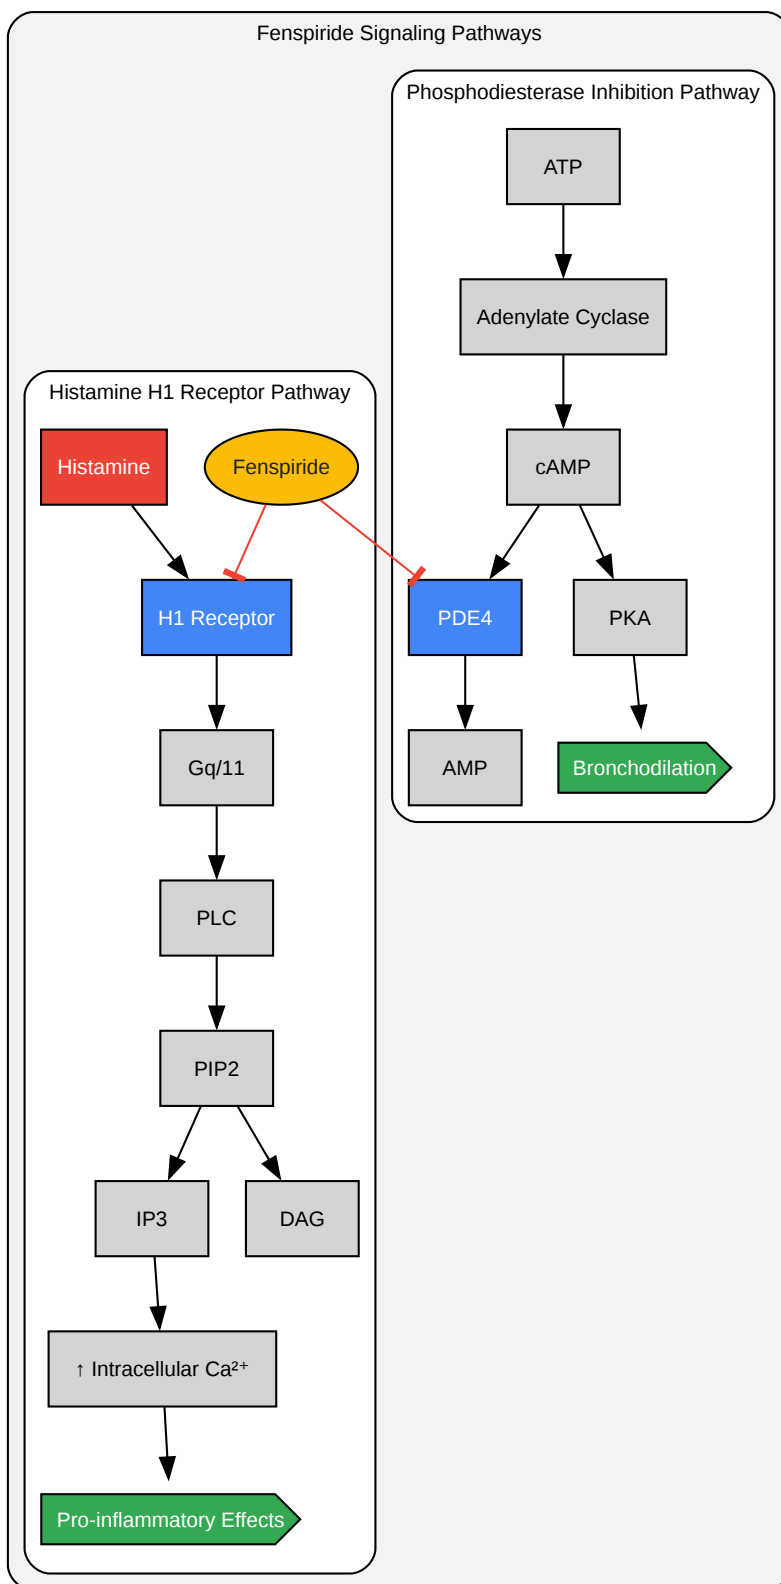 Fenspiride Signaling Pathways
Phosphodiesterase Inhibition Pathway
ATP
Adenylate Cyclase
cAMP
PDE4
PKA
AMP
Bronchodilation
Histamine H1 Receptor Pathway
Histamine
Fenspiride
H1 Receptor
Gq/11
PLC
PIP2
IP3
DAG
↑ Intracellular Ca²⁺
Pro-inflammatory Effects